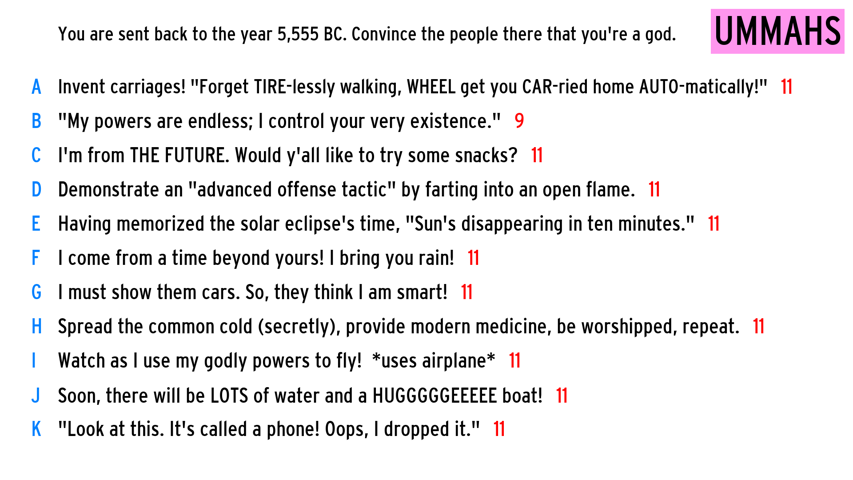 You are sent back to the year 5,555 BC. Convince the people there that you're a god.
UMMAHS
A Invent carriages! "Forget TIRE-lessly walking, WHEEL get you CAR-ried home AUTO-matically!" 11
B "My powers are endless; I control your very existence." 9
C I'm from THE FUTURE. Would y'all like to try some snacks? 11
D Demonstrate an "advanced offense tactic" by farting into an open flame. 11
E Having memorized the solar eclipse's time, "Sun's disappearing in ten minutes." 11
F I come from a time beyond yours! I bring you rain! 11
G I must show them cars. So, they think I am smart! 11
H Spread the common cold (secretly), provide modern medicine, be worshipped, repeat. 11
I Watch as I use my godly powers to fly! *uses airplane* 11
J Soon, there will be LOTS of water and a HUGGGGGEEEEE boat! 11
K "Look at this. It's called a phone! Oops, I dropped it." 11